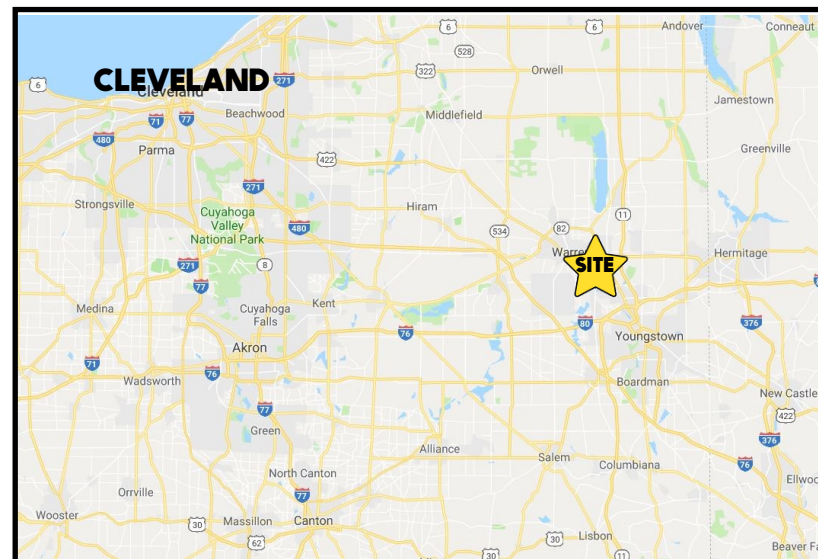 6
6
Andover
Conneaut
528
322
Orwell
CLEVELAND
Cleveland
271
6
Jamestown
Beachwood
Middlefield
71
77
480
Parma
422
Greenville
271
Strongsville
Cuyahoga
Valley
National Park
Hiram
11
480
534
82
Warre
SITE
Hermitage
271
8
77
Medina
Cuyahoga
Falls
Kent
80
376
76
Youngstown
Akron
71
76
Wadsworth
Boardman
New Castle
77
422
Green
376
Alliance
Salem
Columbiana
76
North Canton
Ellwo
Orrville
77
Wooster
30
Massillon
Canton
62
30
30
Lisbon
11
Beaver Fa